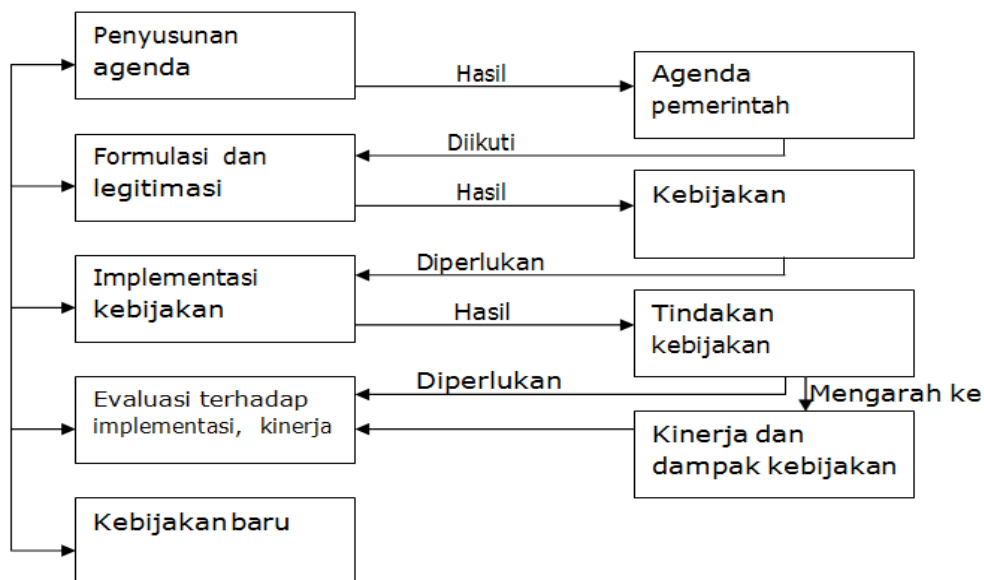 Penyusunan
agenda
Hasil
Agenda
pemerintah
Diikuti
Formulasi dan
legitimasi
Hasil
Kebijakan
Diperlukan
Implementasi
kebijakan
Hasil
Tindakan
kebijakan
Diperlukan
Mengarah ke
Evaluasi terhadap
implementasi, kinerja
Kinerja dan
dampak kebijakan
Kebijakan baru